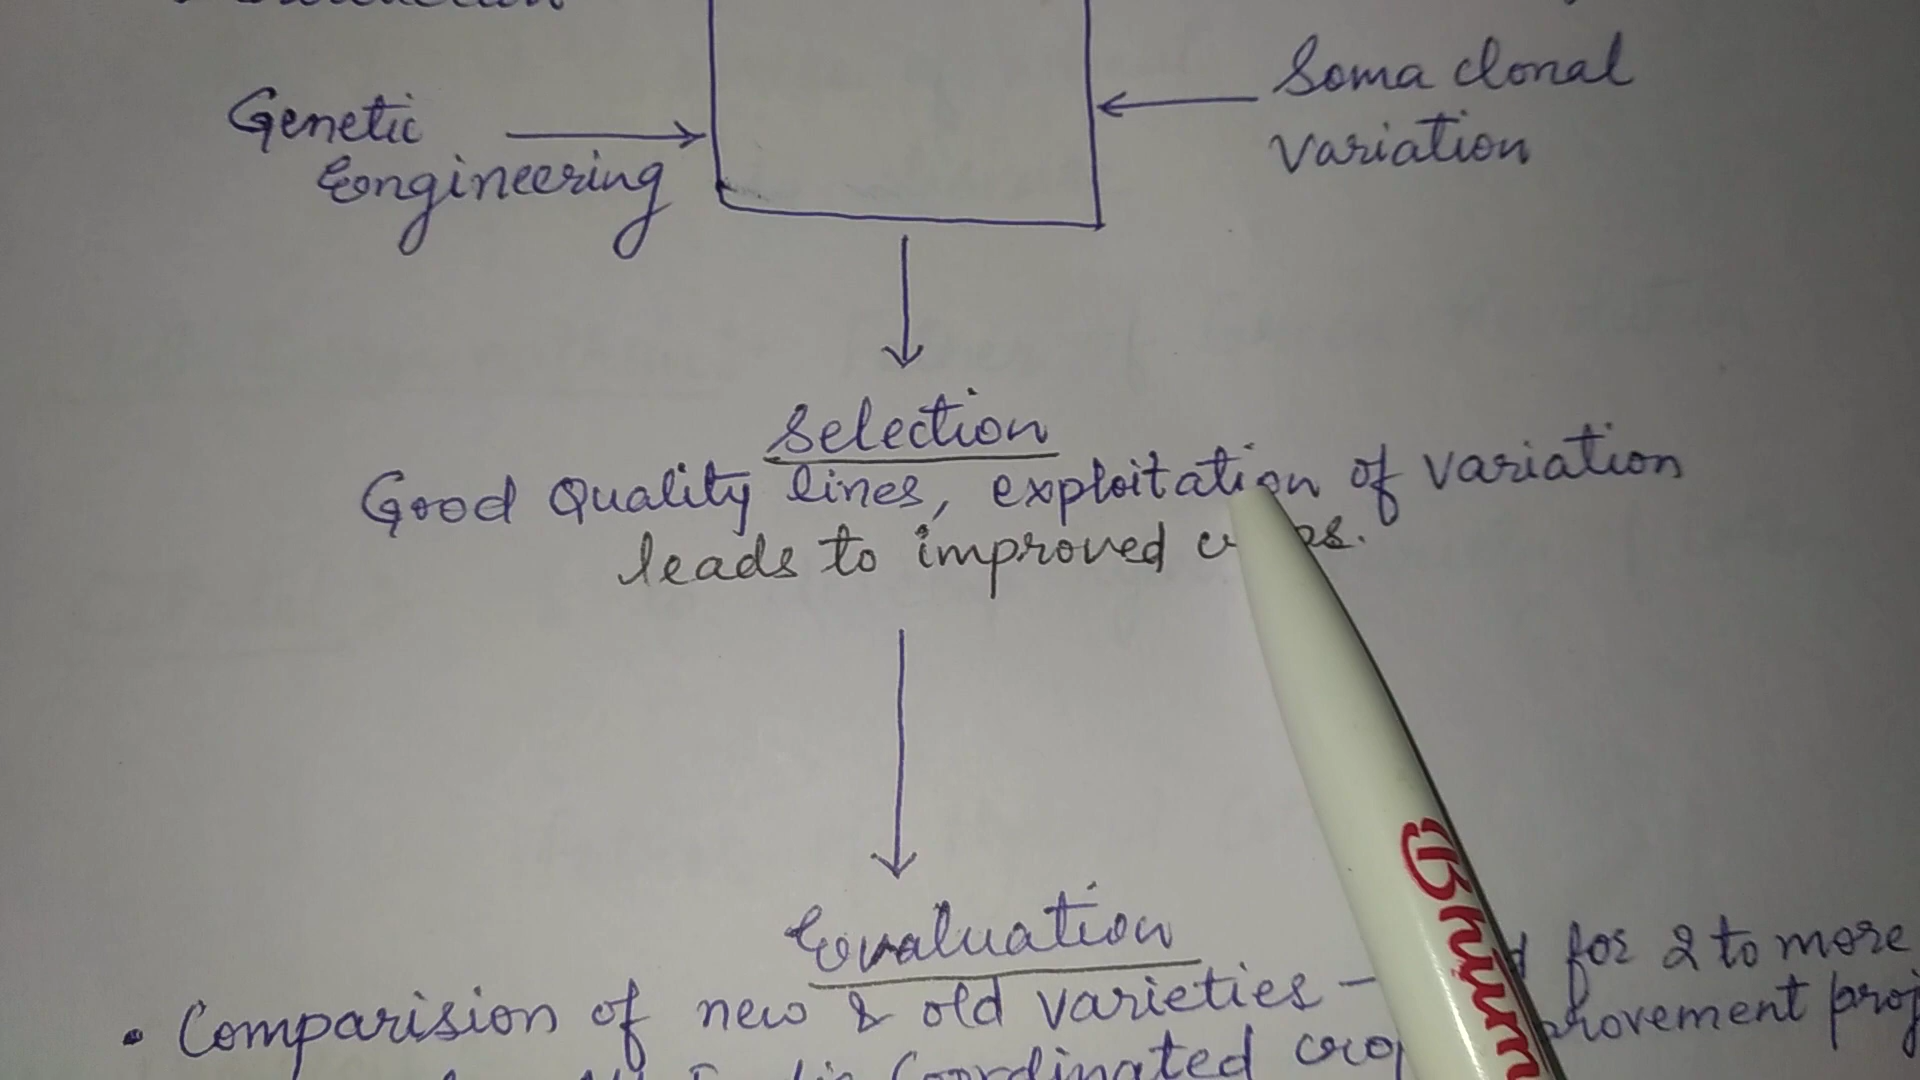 Genetic
Engineering
Soma clonal
variation
Selection
Good Quality lines, exploitation of variation
leads to improved
Evaluation
• Comparision of new & old varieties - for 2 to more
Coordinated
Bhum